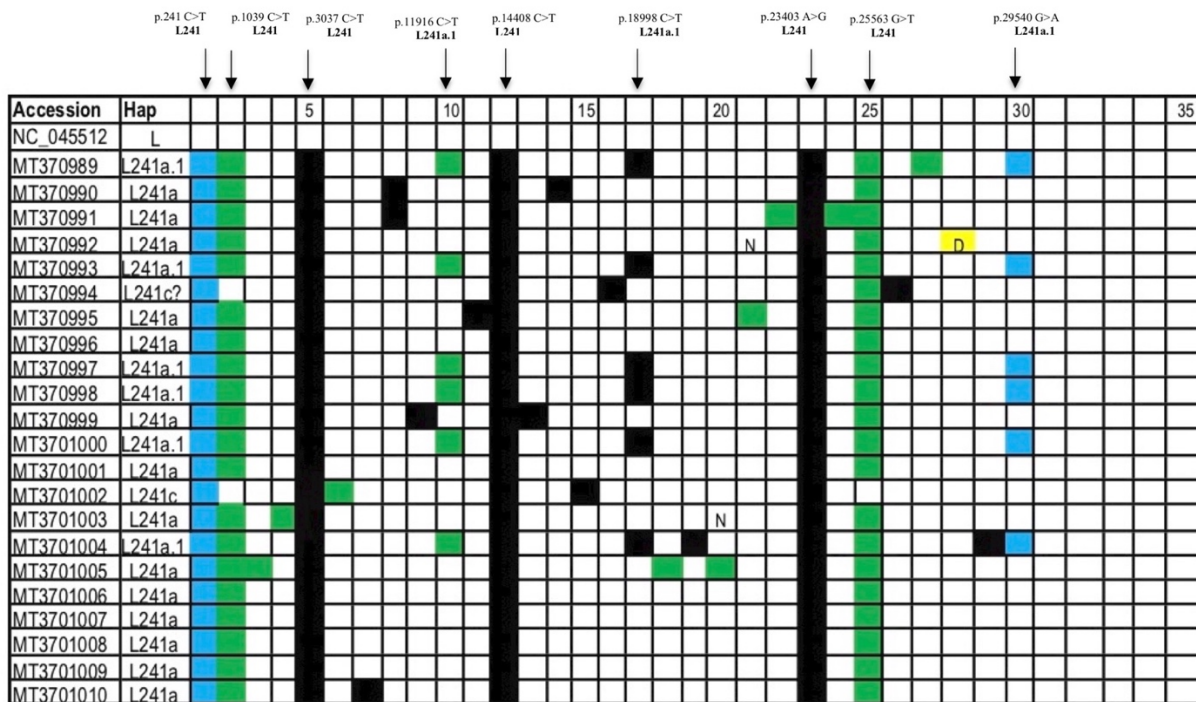 p.241 C>T p.1039 C>T p.3037 C>T p.11916 C>T p.14408 C>T p.18998 C>T p.23403 A>G p.25563 G>T p.29540 G>A
L241 L241 L241 L241a.1 L241 L241a.1 L241 L241 L241a.1
Accession Hap 5 10 15 20 25 30 35
NC_045512 L
MT370989 L241a.1
MT370990 L241a
MT370991 L241a
MT370992 L241a N D
MT370993 L241a.1
MT370994 L241c?
MT370995 L241a
MT370996 L241a
MT370997 L241a.1
MT370998 L241a.1
MT370999 L241a
MT3701000 L241a.1
MT3701001 L241a
MT3701002 L241c
MT3701003 L241a N
MT3701004 L241a.1
MT3701005 L241a
MT3701006 L241a
MT3701007 L241a
MT3701008 L241a
MT3701009 L241a
MT3701010 L241a